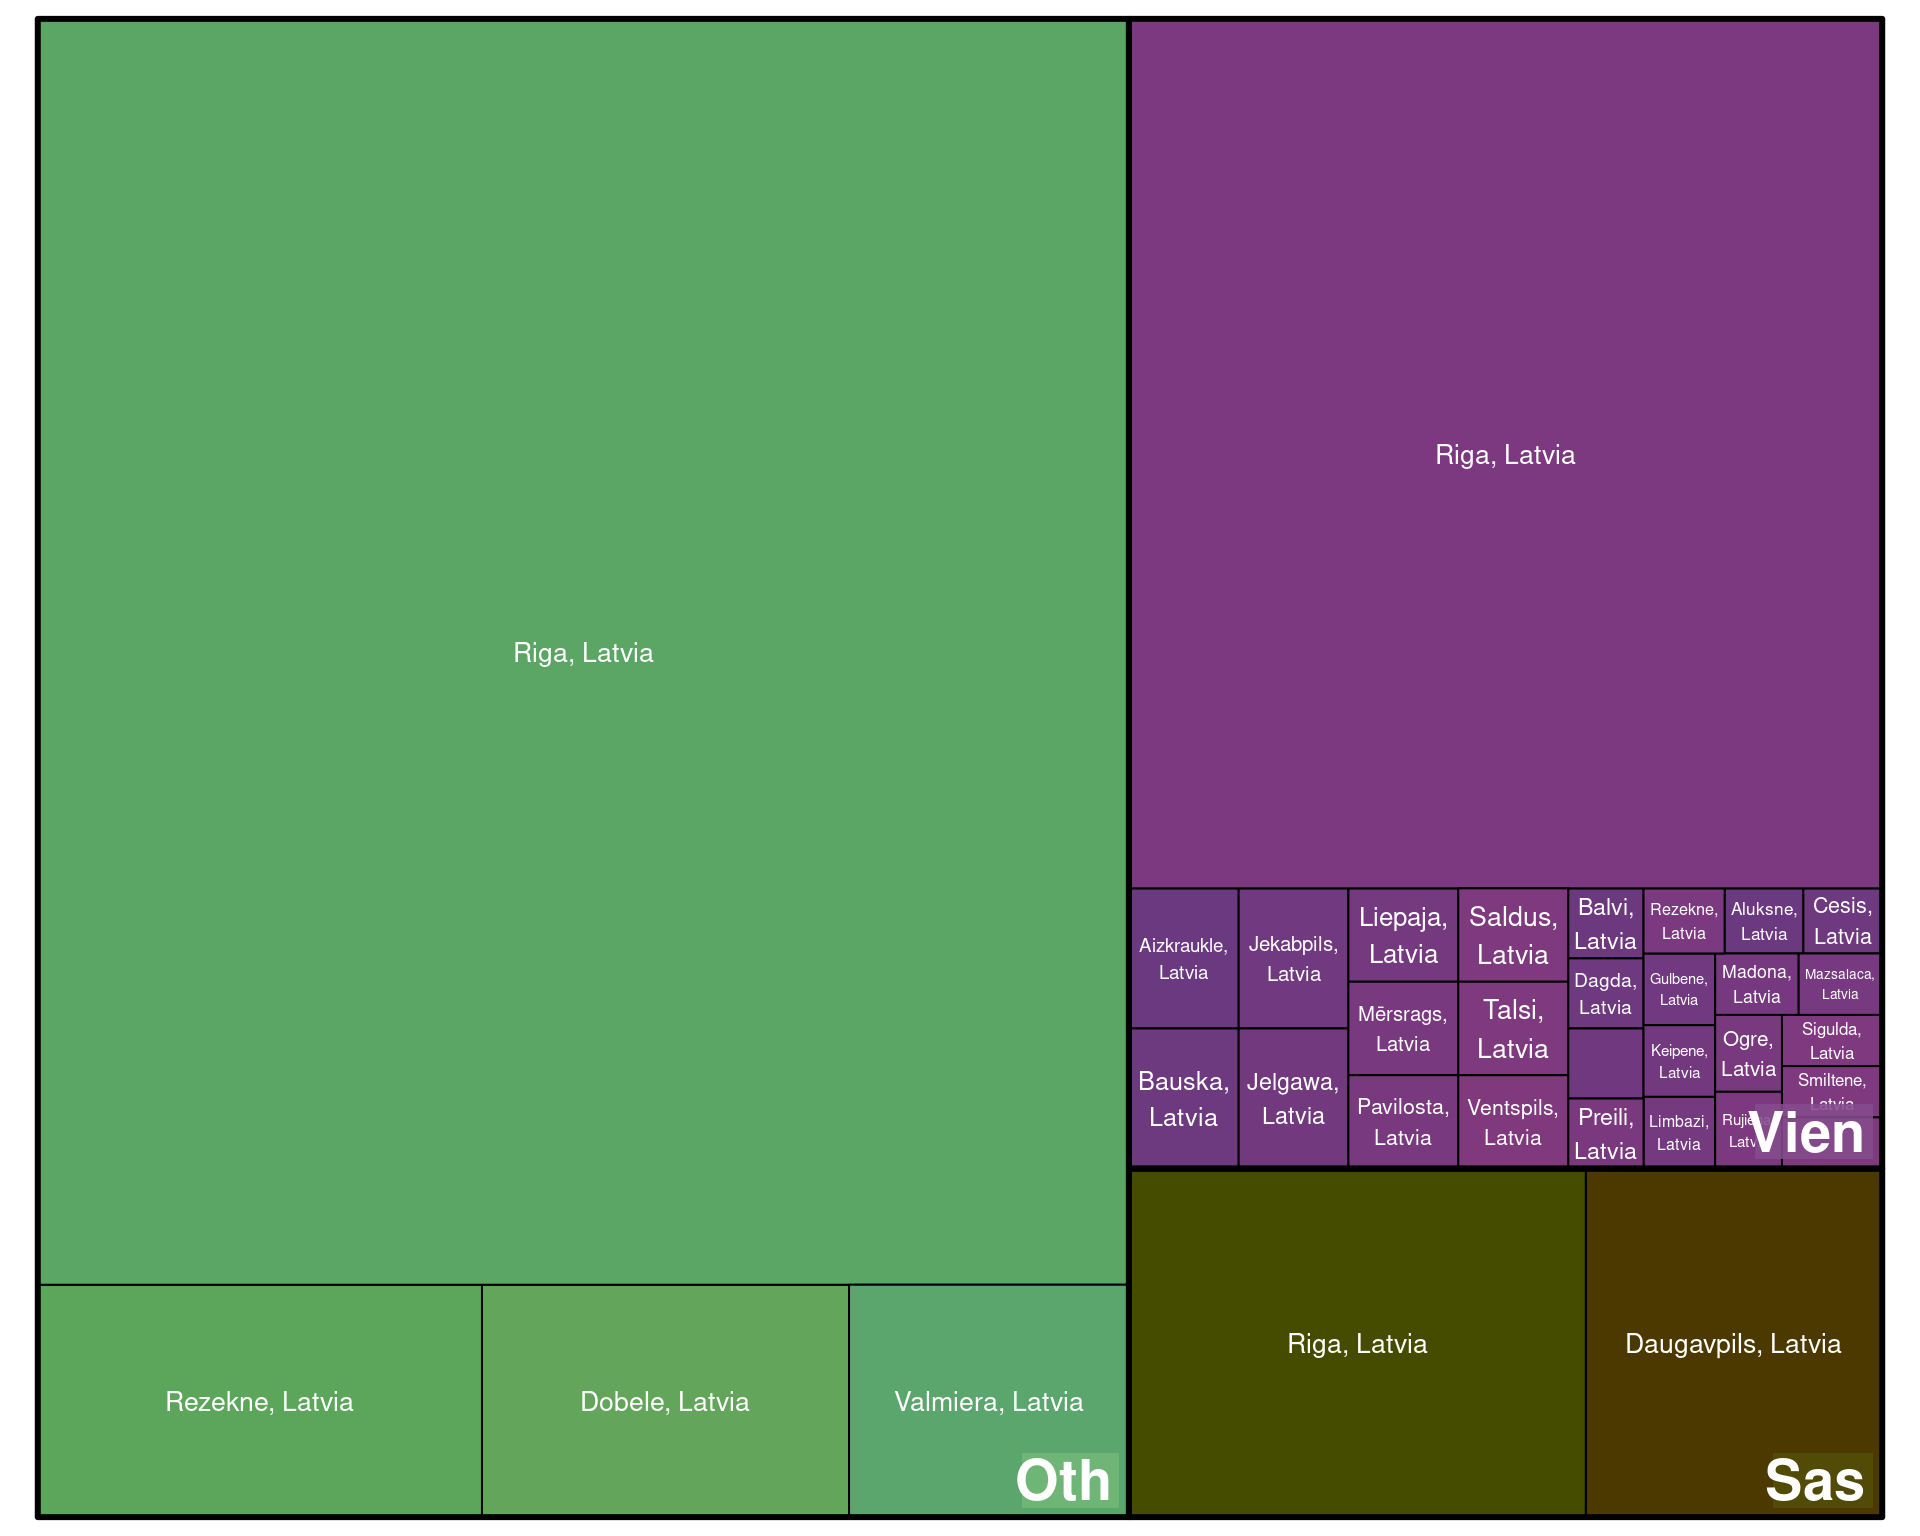 Riga, Latvia
Rezekne, Latvia
Dobele, Latvia
Valmiera, Latvia
Oth
Riga, Latvia
Aizkraukle,
Latvia
Bauska,
Latvia
Jekabpils,
Latvia
Jelgawa,
Latvia
Liepaja,
Latvia
Mērsrags,
Latvia
Pavilosta,
Latvia
Saldus,
Latvia
Talsi,
Latvia
Ventspils,
Latvia
Balvi,
Latvia
Dagda,
Latvia
Preili,
Latvia
Rezekne,
Latvia
Aluksne,
Latvia
Cesis,
Latvia
Gulbene,
Latvia
Keipene,
Latvia
Limbazi,
Latvia
Madona,
Latvia
Mazsalaca,
Latvia
Ogre,
Latvia
Sigulda,
Latvia
Smiltene,
Latvia
Vien
Riga, Latvia
Daugavpils, Latvia
Sas